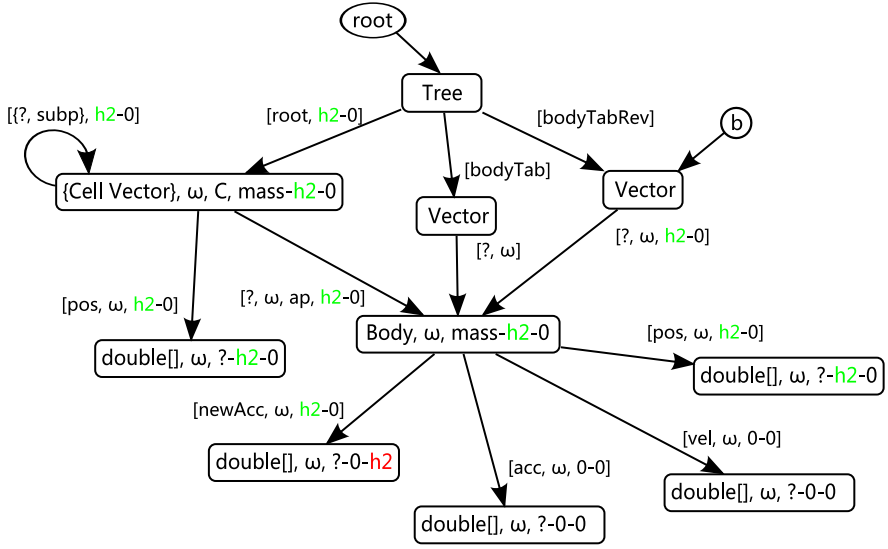 root
Tree
b
[{?, subp}, h2-0]
[root, h2-0]
[bodyTab]
[bodyTabRev]
{Cell Vector}, ω, C, mass-h2-0
Vector
Vector
[?, ω]
[?, ω, h2-0]
[pos, ω, h2-0]
[?, ω, ap, h2-0]
Body, ω, mass-h2-0
[pos, ω, h2-0]
double[], ω, ?-h2-0
double[], ω, ?-h2-0
[newAcc, ω, h2-0]
[acc, ω, 0-0]
[vel, ω, 0-0]
double[], ω, ?-0-h2
double[], ω, ?-0-0
double[], ω, ?-0-0